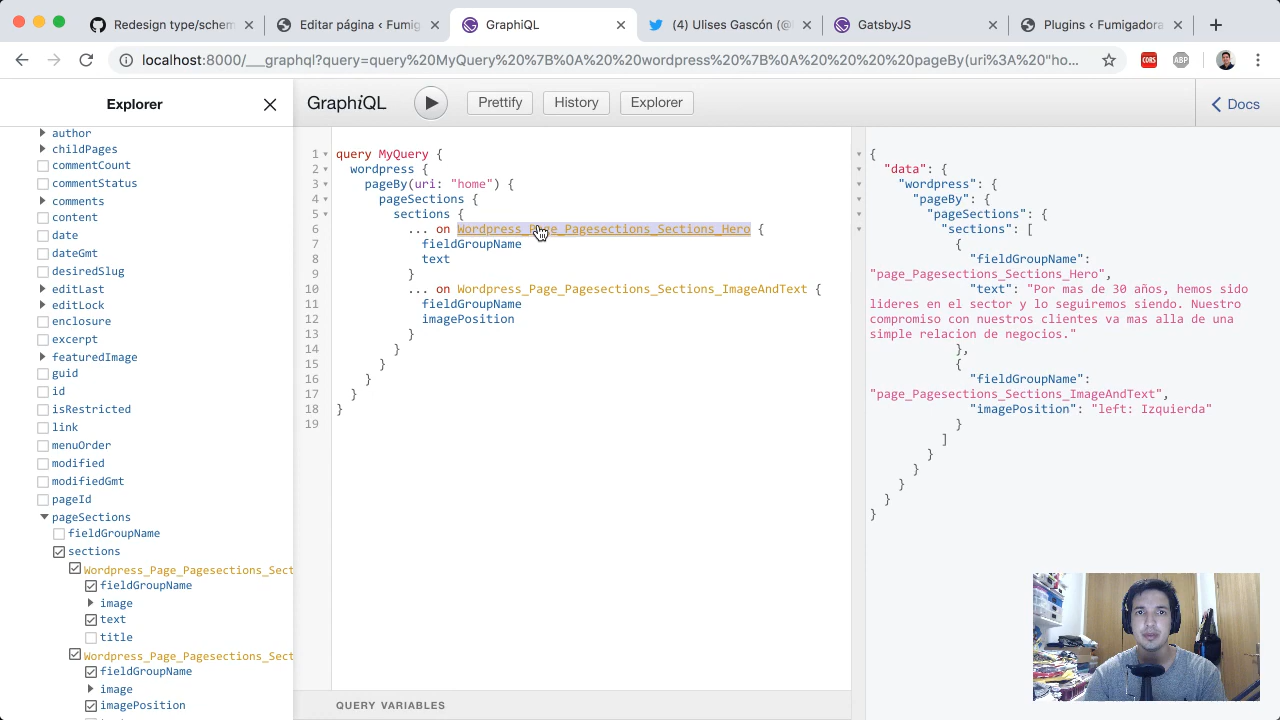 Redesign type/schem
Editar página ‹ Fumig
GraphiQL
(4) Ulises Gascón (@
GatsbyJS
Plugins ‹ Fumigadora
localhost:8000/___graphql?query=query%20MyQuery%20%7B%0A%20%20wordpress%20%7B%0A%20%20%20%20pageBy(uri%3A%20"ho...
CORS
ABP
Explorer
GraphiQL
Prettify
History
Explorer
Docs
author
childPages
commentCount
commentStatus
comments
content
date
dateGmt
desiredSlug
editLast
editLock
enclosure
excerpt
featuredImage
guid
id
isRestricted
link
menuOrder
modified
modifiedGmt
pageId
pageSections
fieldGroupName
sections
Wordpress_Page_Pagesections_Sect
fieldGroupName
image
text
title
Wordpress_Page_Pagesections_Sect
fieldGroupName
image
imagePosition
1 query MyQuery {
2 wordpress {
3 pageBy(uri: "home") {
4 pageSections {
5 sections {
6 ... on Wordpress_Page_Pagesections_Sections_Hero {
7 fieldGroupName
8 text
9 }
10 ... on Wordpress_Page_Pagesections_Sections_ImageAndText {
11 fieldGroupName
12 imagePosition
13 }
14 }
15 }
16 }
17 }
18 }
19
QUERY VARIABLES
{
"data": {
"wordpress": {
"pageBy": {
"pageSections": {
"sections": [
{
"fieldGroupName":
"page_Pagesections_Sections_Hero",
"text": "Por mas de 30 años, hemos sido
lideres en el sector y lo seguiremos siendo. Nuestro
compromiso con nuestros clientes va mas alla de una
simple relacion de negocios."
},
{
"fieldGroupName":
"page_Pagesections_Sections_ImageAndText",
"imagePosition": "left: Izquierda"
}
]
}
}
}
}
}